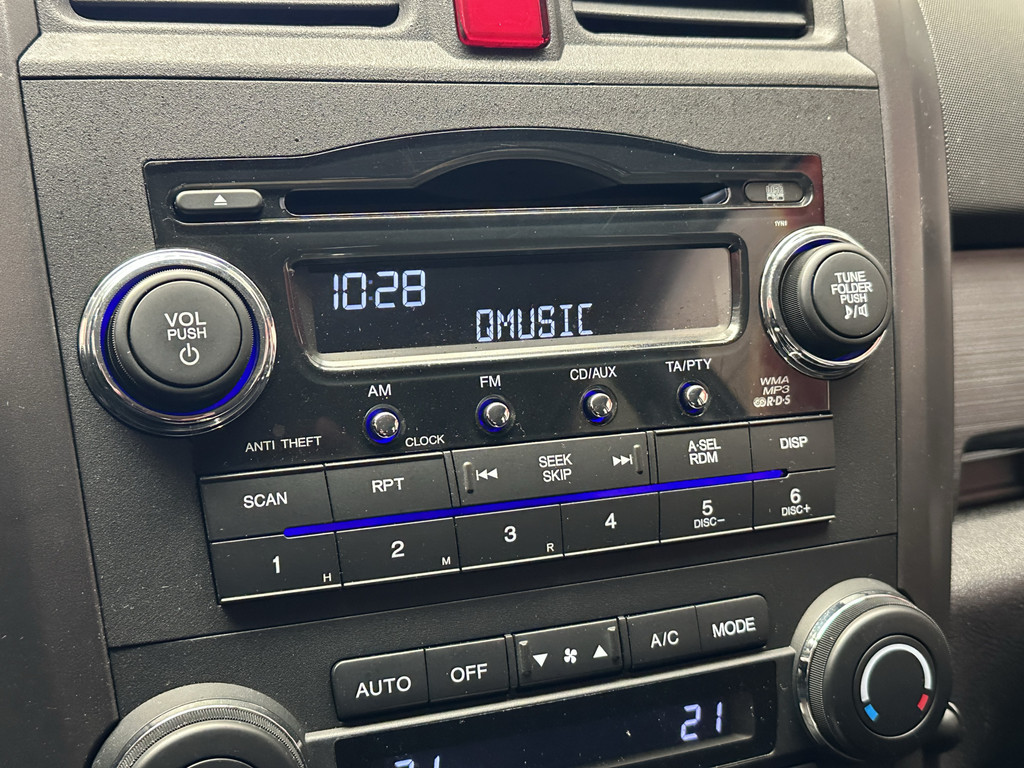 10:28
QMUSIC
VOL
PUSH
TUNE
FOLDER
PUSH
AM
FM
CD/AUX
TA/PTY
WMA
MP3
R·D·S
ANTI THEFT
CLOCK
SCAN
RPT
SEEK
SKIP
A·SEL
RDM
DISP
1 H
2 M
3 R
4
5
DISC−
6
DISC+
AUTO
OFF
A/C
MODE
21